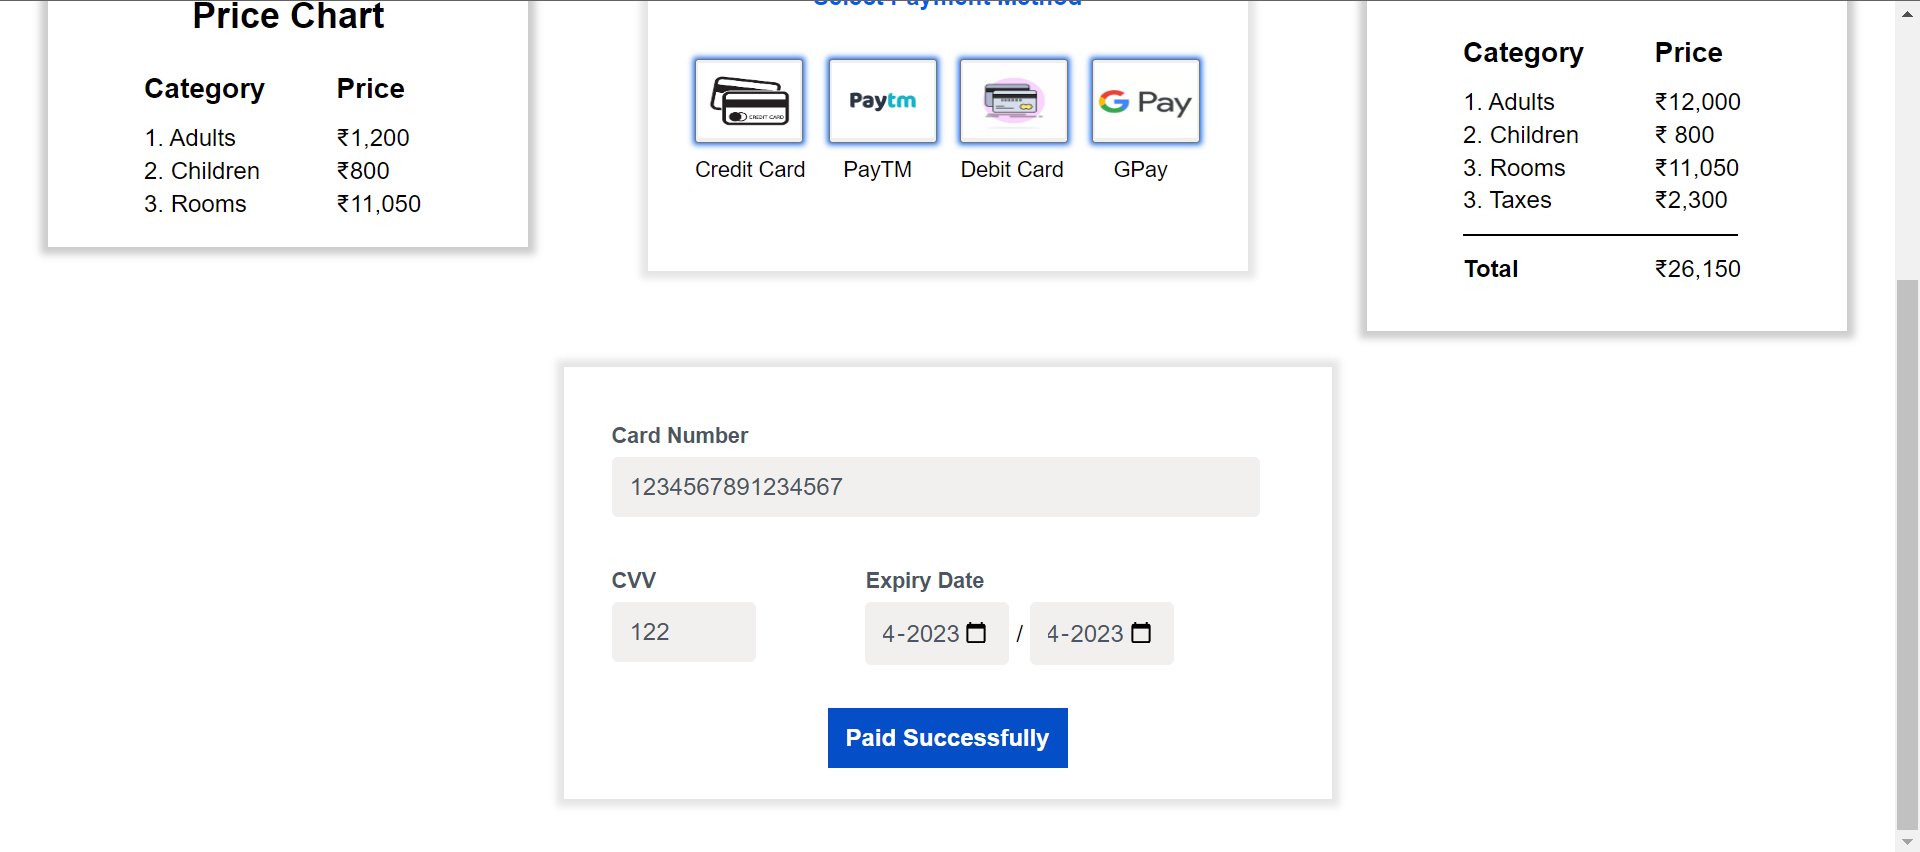 Price Chart
Category Price
1. Adults ₹1,200
2. Children ₹800
3. Rooms ₹11,050
Select Payment Method
CREDIT CARD
Paytm
G Pay
Credit Card PayTM Debit Card GPay
Category Price
1. Adults ₹12,000
2. Children ₹ 800
3. Rooms ₹11,050
3. Taxes ₹2,300
Total ₹26,150
Card Number
1234567891234567
CVV Expiry Date
122 4-2023 / 4-2023
Paid Successfully